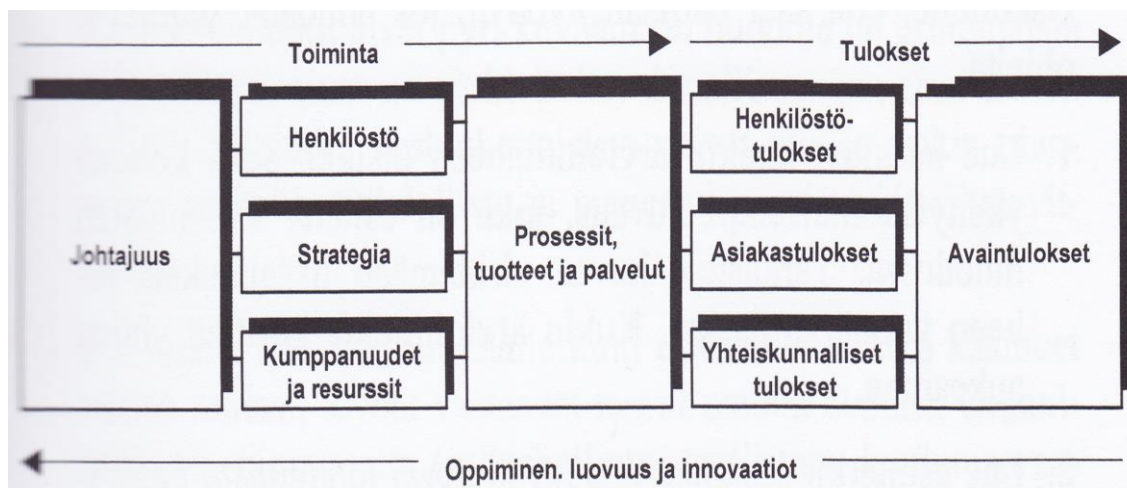 Toiminta
Tulokset
Johtajuus
Henkilöstö
Strategia
Kumppanuudet
ja resurssit
Prosessit,
tuotteet ja palvelut
Henkilöstö-
tulokset
Asiakastulokset
Yhteiskunnalliset
tulokset
Avaintulokset
Oppiminen. luovuus ja innovaatiot